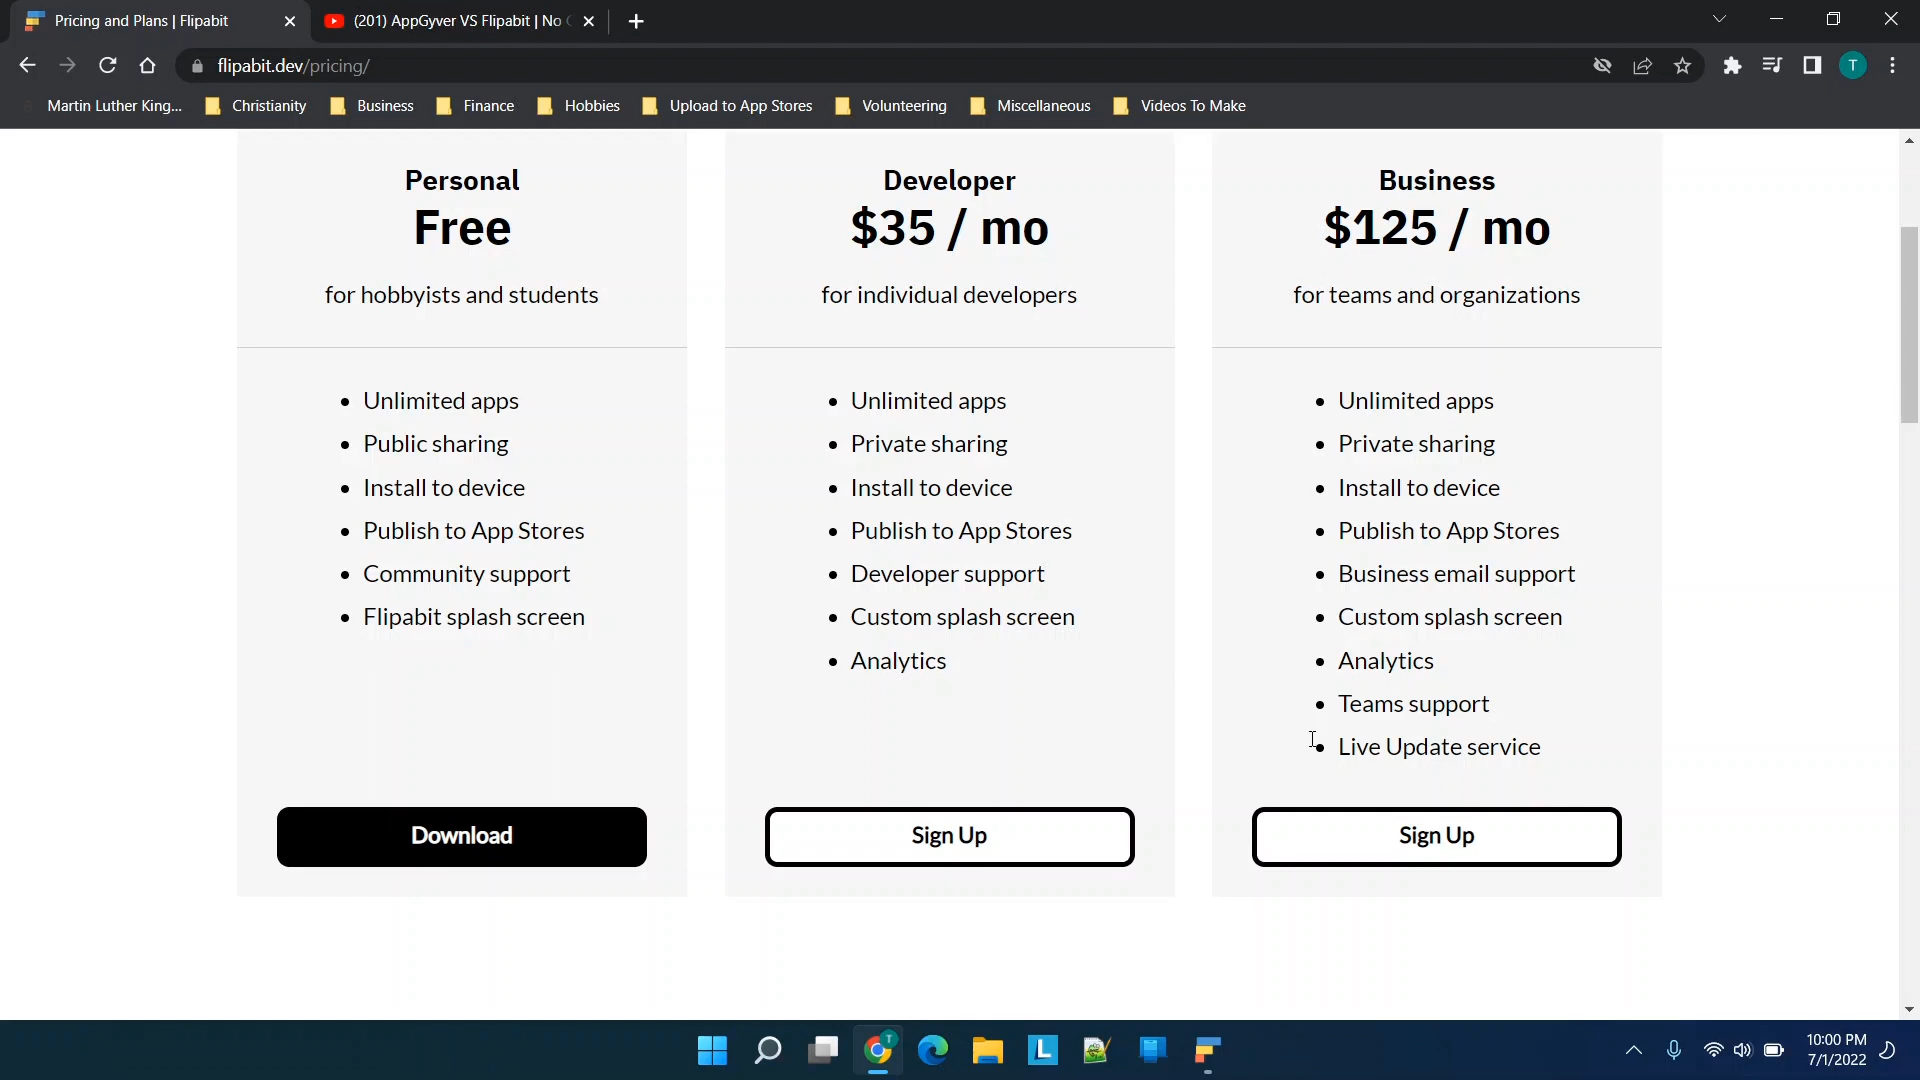 Pricing and Plans | Flipabit
(201) AppGyver VS Flipabit | No
flipabit.dev/pricing/
T
Martin Luther King...
Christianity
Business
Finance
Hobbies
Upload to App Stores
Volunteering
Miscellaneous
Videos To Make
Personal
Free
for hobbyists and students
• Unlimited apps
• Public sharing
• Install to device
• Publish to App Stores
• Community support
• Flipabit splash screen
Download
Developer
$35 / mo
for individual developers
• Unlimited apps
• Private sharing
• Install to device
• Publish to App Stores
• Developer support
• Custom splash screen
• Analytics
Sign Up
Business
$125 / mo
for teams and organizations
• Unlimited apps
• Private sharing
• Install to device
• Publish to App Stores
• Business email support
• Custom splash screen
• Analytics
• Teams support
• Live Update service
Sign Up
T
L
10:00 PM
7/1/2022